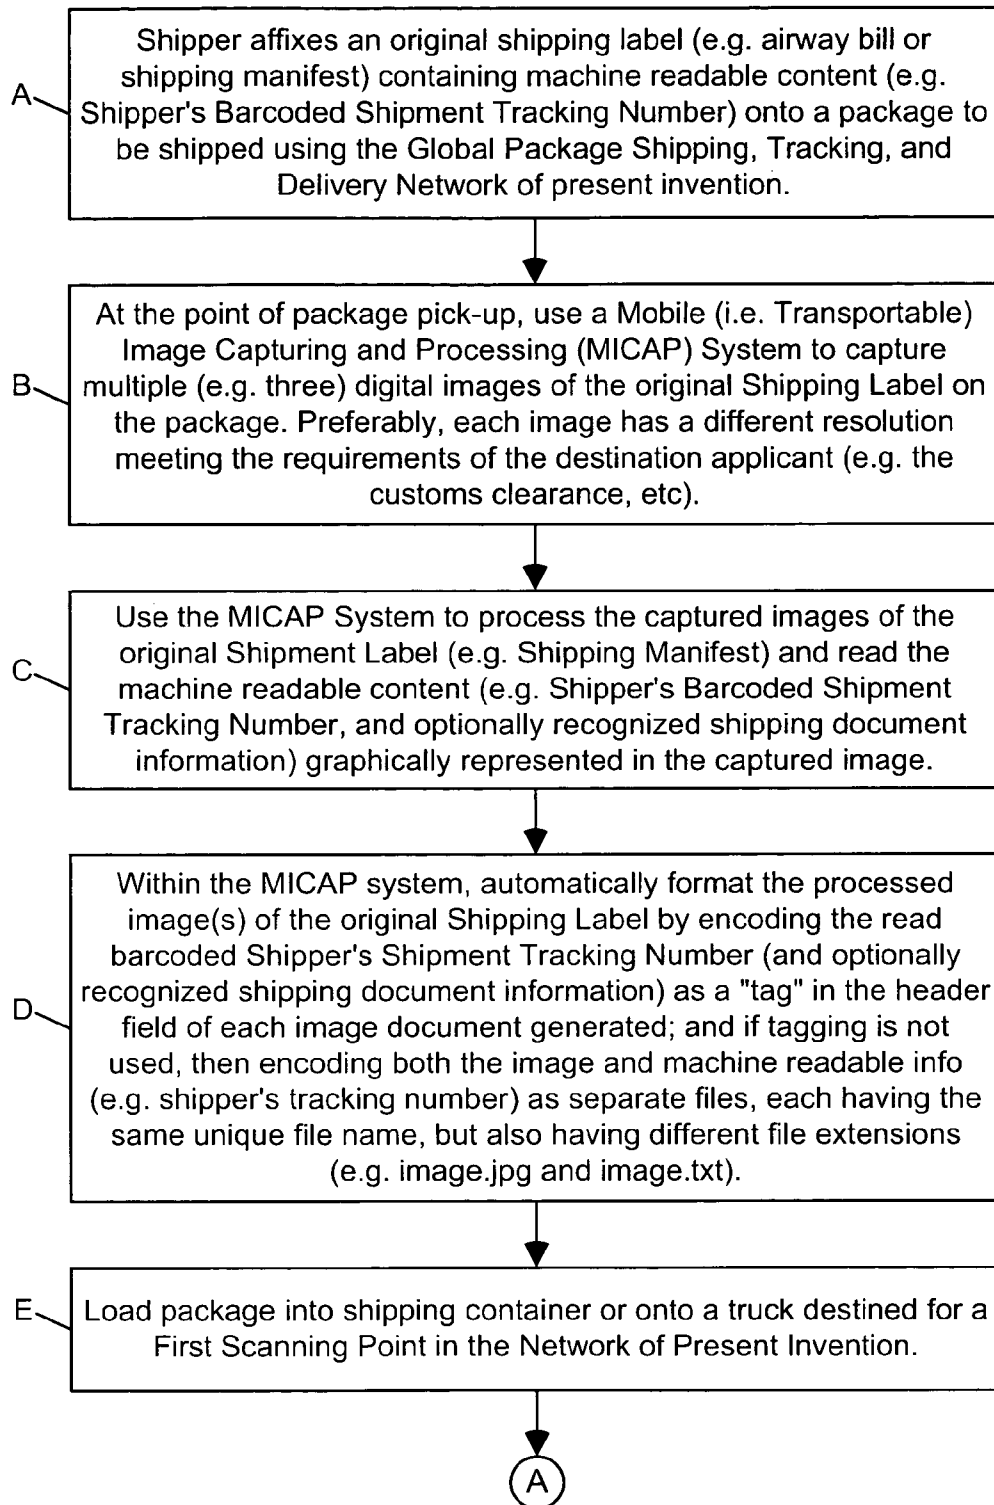 Shipper affixes an original shipping label (e.g. airway bill or
shipping manifest) containing machine readable content (e.g.
A
Shipper's Barcoded Shipment Tracking Number) onto a package to
be shipped using the Global Package Shipping, Tracking, and
Delivery Network of present invention.
At the point of package pick-up, use a Mobile (i.e. Transportable)
Image Capturing and Processing (MICAP) System to capture
B
multiple (e.g. three) digital images of the original Shipping Label on
the package. Preferably, each image has a different resolution
meeting the requirements of the destination applicant (e.g. the
customs clearance, etc).
Use the MICAP System to process the captured images of the
original Shipment Label (e.g. Shipping Manifest) and read the
C
machine readable content (e.g. Shipper's Barcoded Shipment
Tracking Number, and optionally recognized shipping document
information) graphically represented in the captured image.
Within the MICAP system, automatically format the processed
image(s) of the original Shipping Label by encoding the read
barcoded Shipper's Shipment Tracking Number (and optionally
recognized shipping document information) as a "tag" in the header
D
field of each image document generated; and if tagging is not
used, then encoding both the image and machine readable info
(e.g. shipper's tracking number) as separate files, each having the
same unique file name, but also having different file extensions
(e.g. image.jpg and image.txt).
E
Load package into shipping container or onto a truck destined for a
First Scanning Point in the Network of Present Invention.
A